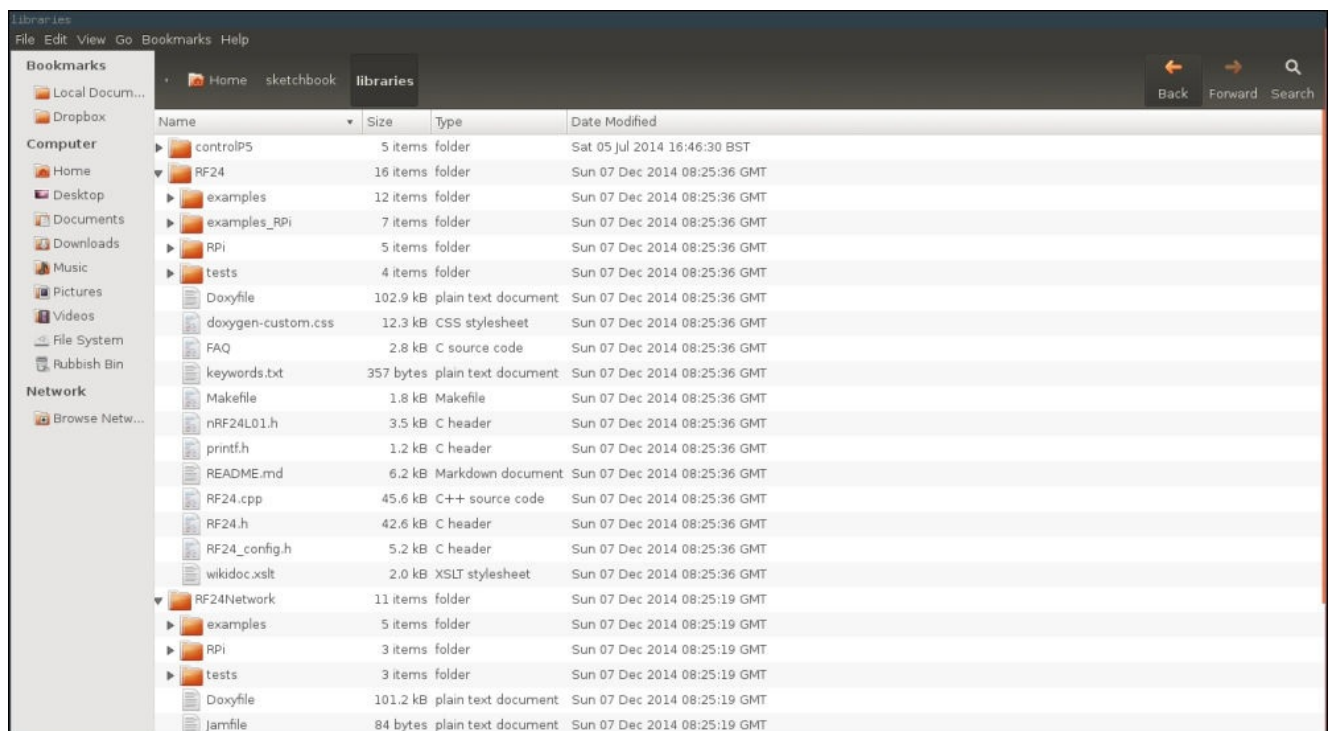 libraries
File Edit View Go Bookmarks Help
Bookmarks
Local Docum...
Dropbox
Computer
Home
Desktop
Documents
Downloads
Music
Pictures
Videos
File System
Rubbish Bin
Network
Browse Netw...
Home sketchbook libraries
Back Forward Search
Name Size Type Date Modified
controlP5 5 items folder Sat 05 Jul 2014 16:46:30 BST
RF24 16 items folder Sun 07 Dec 2014 08:25:36 GMT
examples 12 items folder Sun 07 Dec 2014 08:25:36 GMT
examples_RPi 7 items folder Sun 07 Dec 2014 08:25:36 GMT
RPi 5 items folder Sun 07 Dec 2014 08:25:36 GMT
tests 4 items folder Sun 07 Dec 2014 08:25:36 GMT
Doxyfile 102.9 kB plain text document Sun 07 Dec 2014 08:25:36 GMT
doxygen-custom.css 12.3 kB CSS stylesheet Sun 07 Dec 2014 08:25:36 GMT
FAQ 2.8 kB C source code Sun 07 Dec 2014 08:25:36 GMT
keywords.txt 357 bytes plain text document Sun 07 Dec 2014 08:25:36 GMT
Makefile 1.8 kB Makefile Sun 07 Dec 2014 08:25:36 GMT
nRF24L01.h 3.5 kB C header Sun 07 Dec 2014 08:25:36 GMT
printf.h 1.2 kB C header Sun 07 Dec 2014 08:25:36 GMT
README.md 6.2 kB Markdown document Sun 07 Dec 2014 08:25:36 GMT
RF24.cpp 45.6 kB C++ source code Sun 07 Dec 2014 08:25:36 GMT
RF24.h 42.6 kB C header Sun 07 Dec 2014 08:25:36 GMT
RF24_config.h 5.2 kB C header Sun 07 Dec 2014 08:25:36 GMT
wikidoc.xslt 2.0 kB XSLT stylesheet Sun 07 Dec 2014 08:25:36 GMT
RF24Network 11 items folder Sun 07 Dec 2014 08:25:19 GMT
examples 5 items folder Sun 07 Dec 2014 08:25:19 GMT
RPi 3 items folder Sun 07 Dec 2014 08:25:19 GMT
tests 3 items folder Sun 07 Dec 2014 08:25:19 GMT
Doxyfile 101.2 kB plain text document Sun 07 Dec 2014 08:25:19 GMT
Jamfile 84 bytes plain text document Sun 07 Dec 2014 08:25:19 GMT